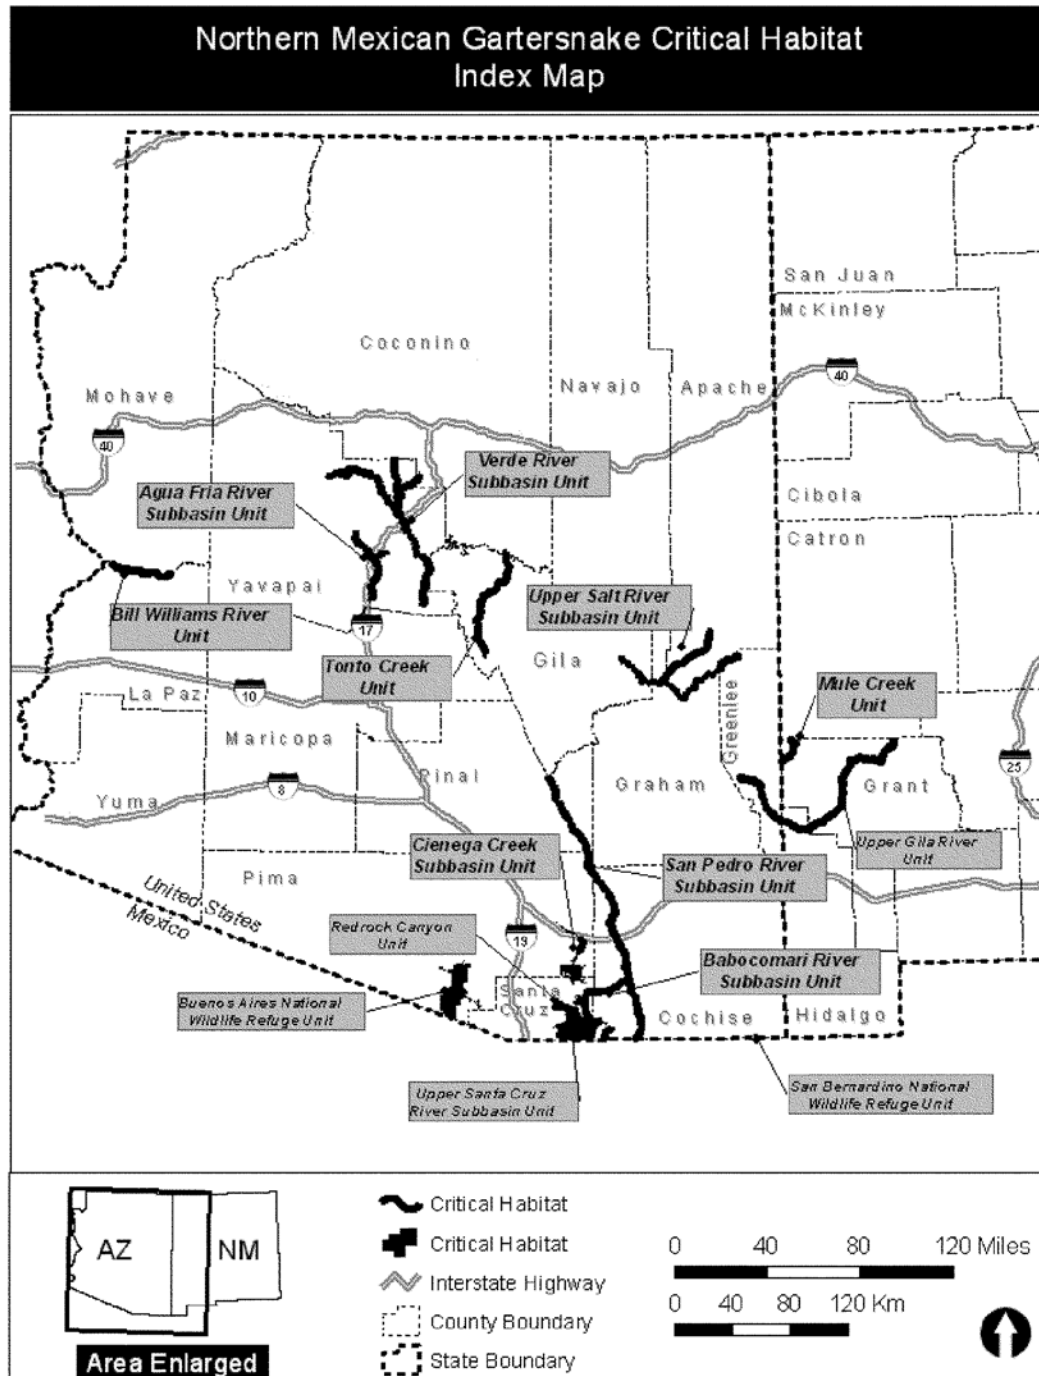 Northern Mexican Gartersnake Critical Habitat
Index Map
San Juan
McKinley
Coconino
Navajo
Apache
40
Mohave
40
Verde River
Subbasin Unit
Agua Fria River
Subbasin Unit
Cibola
Catron
Yavapai
Upper Salt River
Subbasin Unit
Bill Williams River
Unit
17
Tonto Creek
Unit
Gila
Mule Creek
Unit
La Paz
10
Maricopa
Greenlee
25
Pinal
Graham
Grant
Yuma
8
Cienega Creek
Subbasin Unit
Upper Gila River
Unit
San Pedro River
Subbasin Unit
Pima
United States
Mexico
Redrock Canyon
Unit
19
Babocomari River
Subbasin Unit
Santa
Cruz
Buenos Aires National
Wildlife Refuge Unit
Cochise
Hidalgo
Upper Santa Cruz
River Subbasin Unit
San Bernardino National
Wildlife Refuge Unit
AZ
NM
Area Enlarged
Critical Habitat
Critical Habitat
Interstate Highway
County Boundary
State Boundary
0 40 80 120 Miles
0 40 80 120 Km